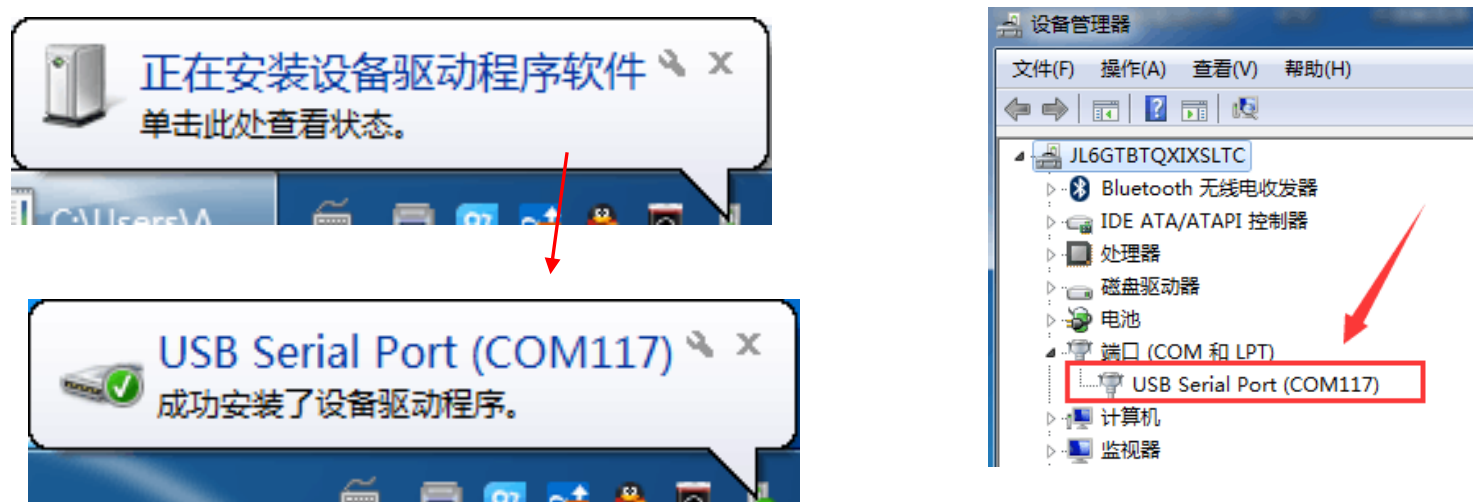 正在安装设备驱动程序软件
单击此处查看状态。
C:\Users\A
USB Serial Port (COM117)
成功安装了设备驱动程序。
设备管理器
文件(F) 操作(A) 查看(V) 帮助(H)
JL6GTBTQXIXSLTC
Bluetooth 无线电收发器
IDE ATA/ATAPI 控制器
处理器
磁盘驱动器
电池
端口 (COM 和 LPT)
USB Serial Port (COM117)
计算机
监视器